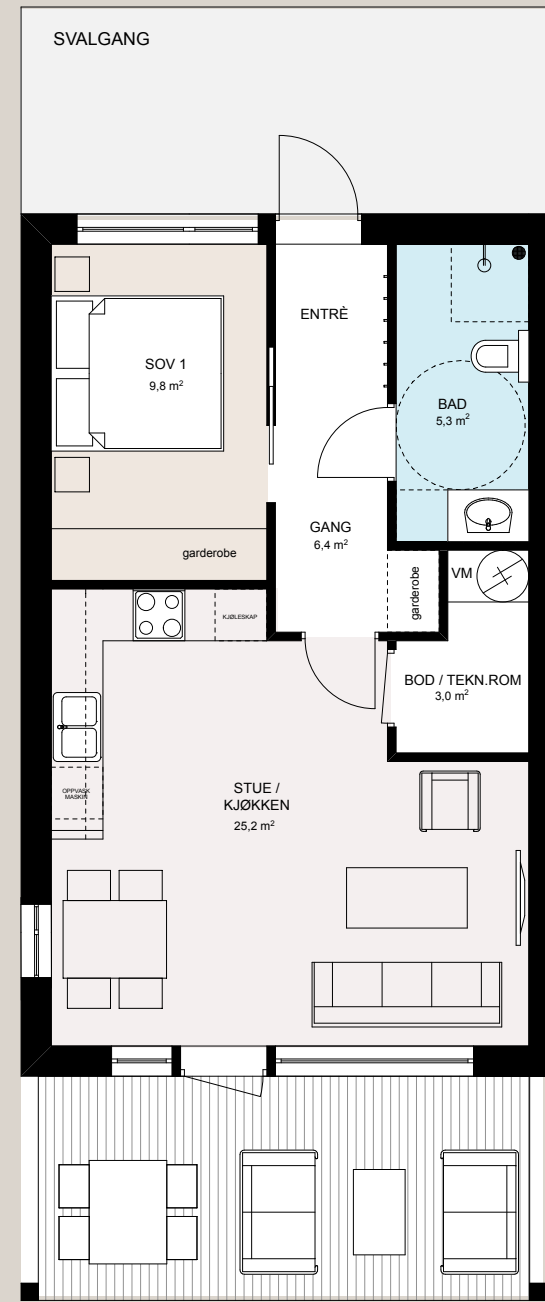 SVALGANG
ENTRÈ
SOV 1
9,8 m²
BAD
5,3 m²
GANG
6,4 m²
garderobe
garderobe
VM
KJØLESKAP
BOD / TEKN.ROM
3,0 m²
OPPVASK
MASKIN
STUE /
KJØKKEN
25,2 m²